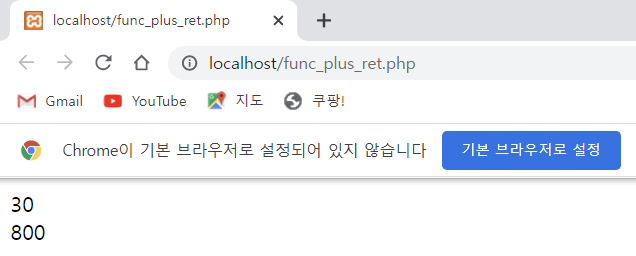 localhost/func_plus_ret.php
localhost/func_plus_ret.php
Gmail YouTube 지도 쿠팡!
Chrome이 기본 브라우저로 설정되어 있지 않습니다 기본 브라우저로 설정
30
800